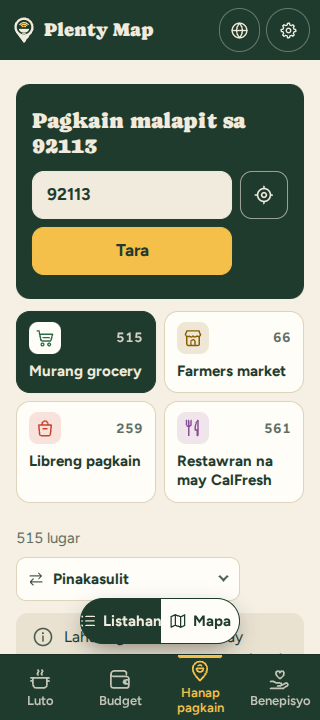 Plenty Map
Pagkain malapit sa
92113
92113
Tara
515
Murang grocery
66
Farmers market
259
Libreng pagkain
561
Restawran na
may CalFresh
515 lugar
Pinakasulit
Listahan
Mapa
Luto
Budget
Hanap
pagkain
Benepisyo